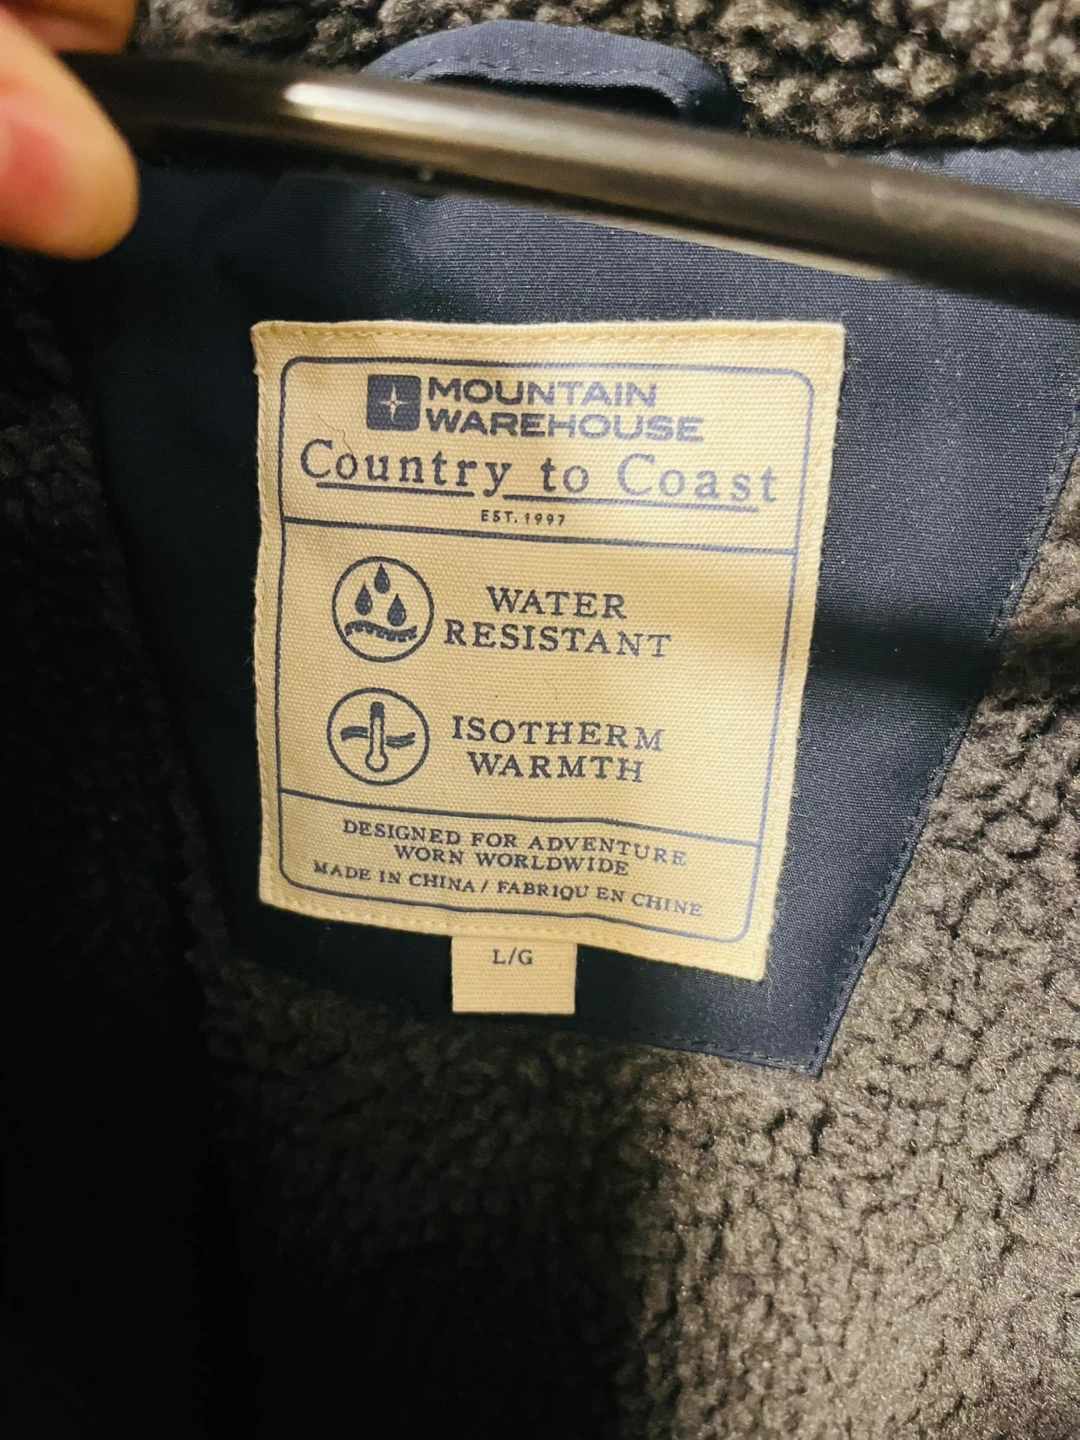 MOUNTAIN
WAREHOUSE
Country to Coast
EST. 1997
WATER
RESISTANT
ISOTHERM
WARMTH
DESIGNED FOR ADVENTURE
WORN WORLDWIDE
MADE IN CHINA / FABRIQU EN CHINE
L/G